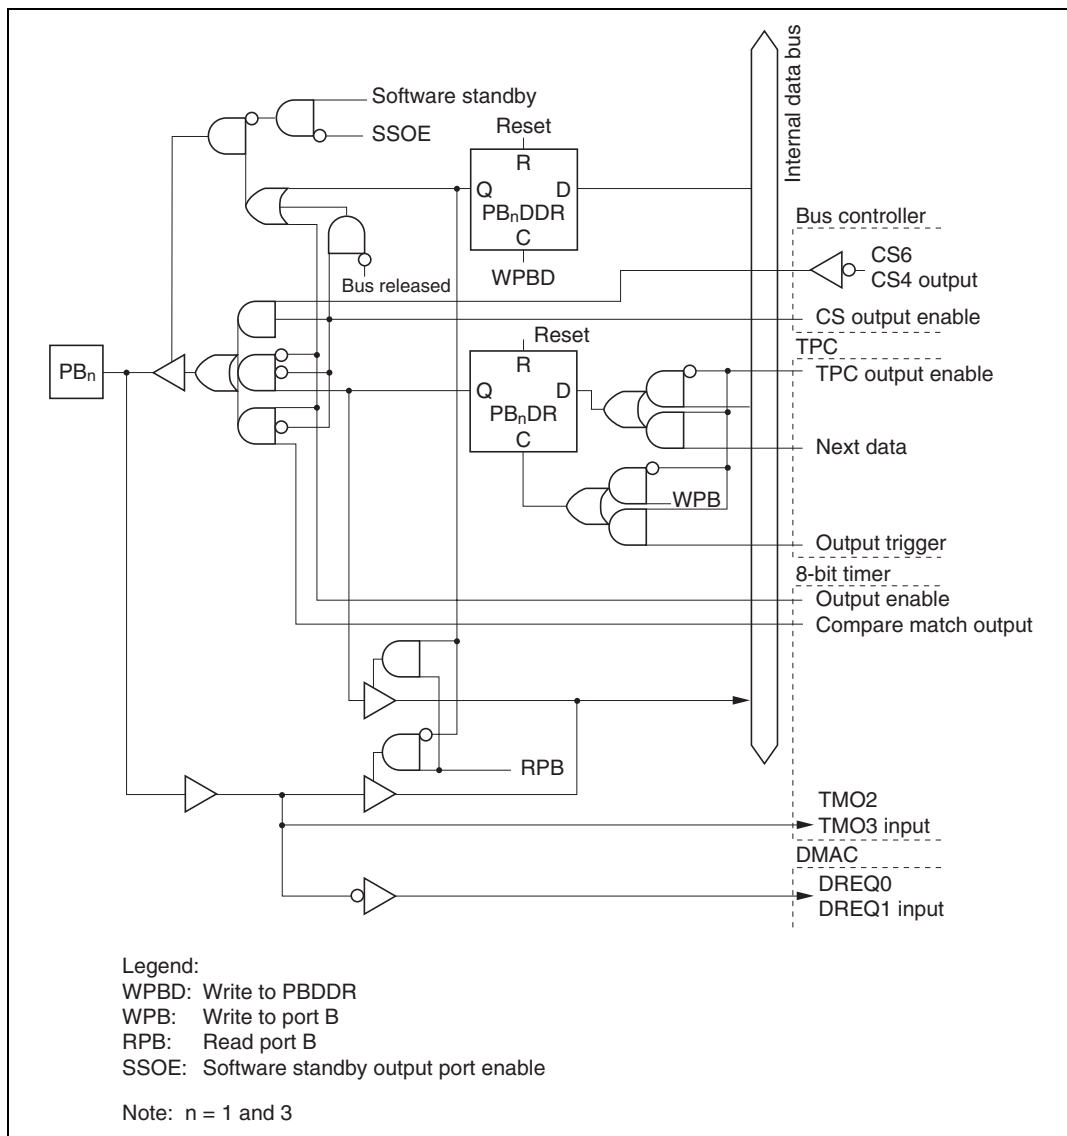 Software standby
SSOE
Reset
R
Q D
PBnDDR
C
WPBD
Bus released
Internal data bus
Bus controller
CS6
CS4 output
CS output enable
TPC
TPC output enable
Reset
R
Q D
PBnDR
C
PBn
Next data
WPB
Output trigger
8-bit timer
Output enable
Compare match output
RPB
TMO2
TMO3 input
DMAC
DREQ0
DREQ1 input
Legend:
WPBD: Write to PBDDR
WPB: Write to port B
RPB: Read port B
SSOE: Software standby output port enable
Note: n = 1 and 3